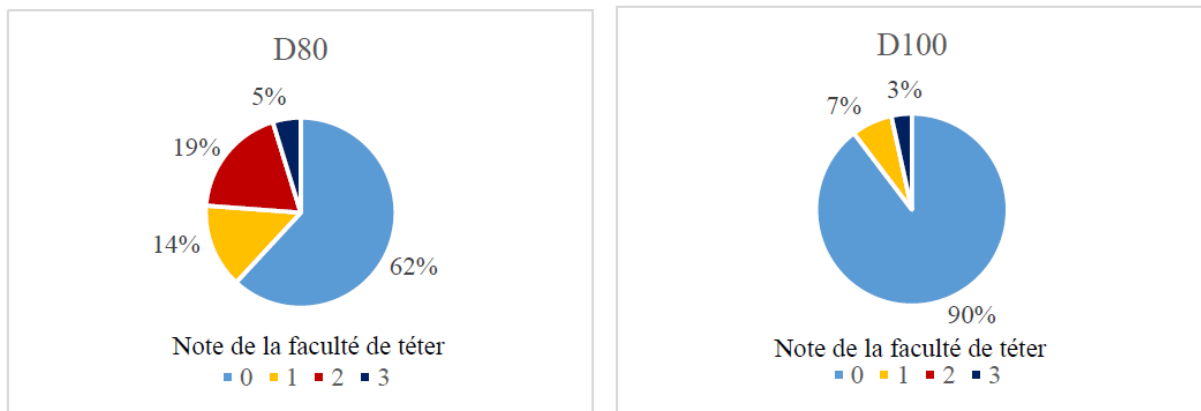 D80
5%
19%
14%
62%
Note de la faculté de téter
0 1 2 3
D100
3%
7%
90%
Note de la faculté de téter
0 1 2 3